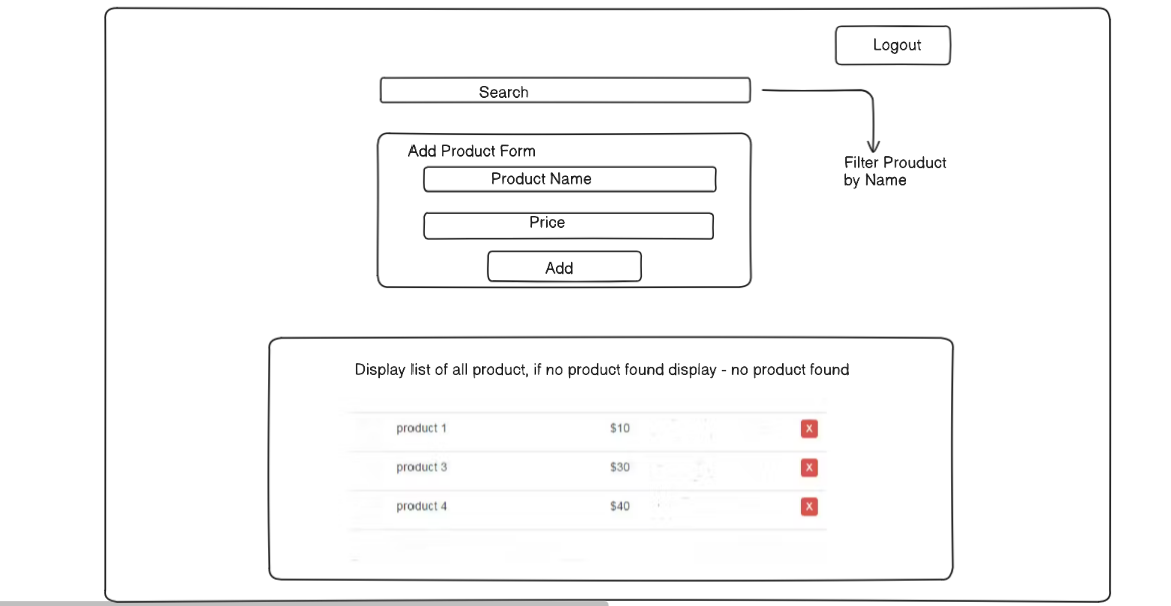 Logout
Search
Filter Prouduct
by Name
Add Product Form
Product Name
Price
Add
Display list of all product, if no product found display - no product found
product 1 $10 X
product 3 $30 X
product 4 $40 X